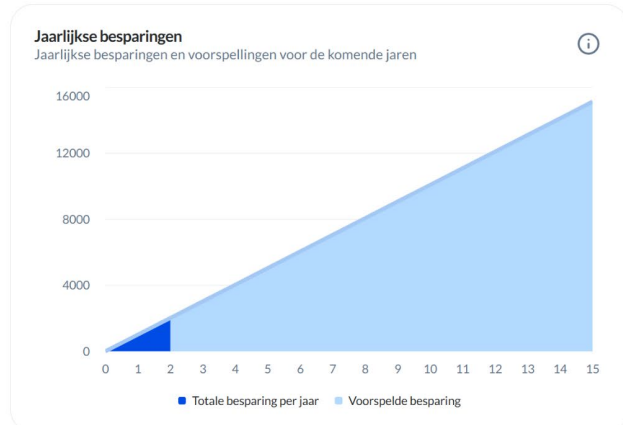 Jaarlijkse besparingen
Jaarlijkse besparingen en voorspellingen voor de komende jaren
16000
12000
8000
4000
0
0 1 2 3 4 5 6 7 8 9 10 11 12 13 14 15
Totale besparing per jaar Voorspelde besparing